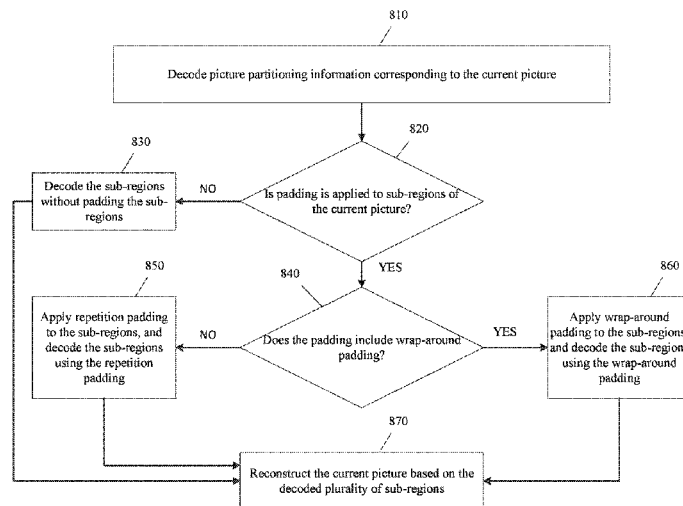 810
Decode picture partitioning information corresponding to the current picture
820
830
Decode the sub-regions
without padding the sub-
regions
NO
Is padding is applied to sub-regions of
the current picture?
YES
840
850
860
Apply repetition padding
to the sub-regions, and
decode the sub-regions
using the repetition
padding
NO
Does the padding include wrap-around
padding?
YES
Apply wrap-around
padding to the sub-regions
and decode the sub-region
using the wrap-around
padding
870
Reconstruct the current picture based on the
decoded plurality of sub-regions